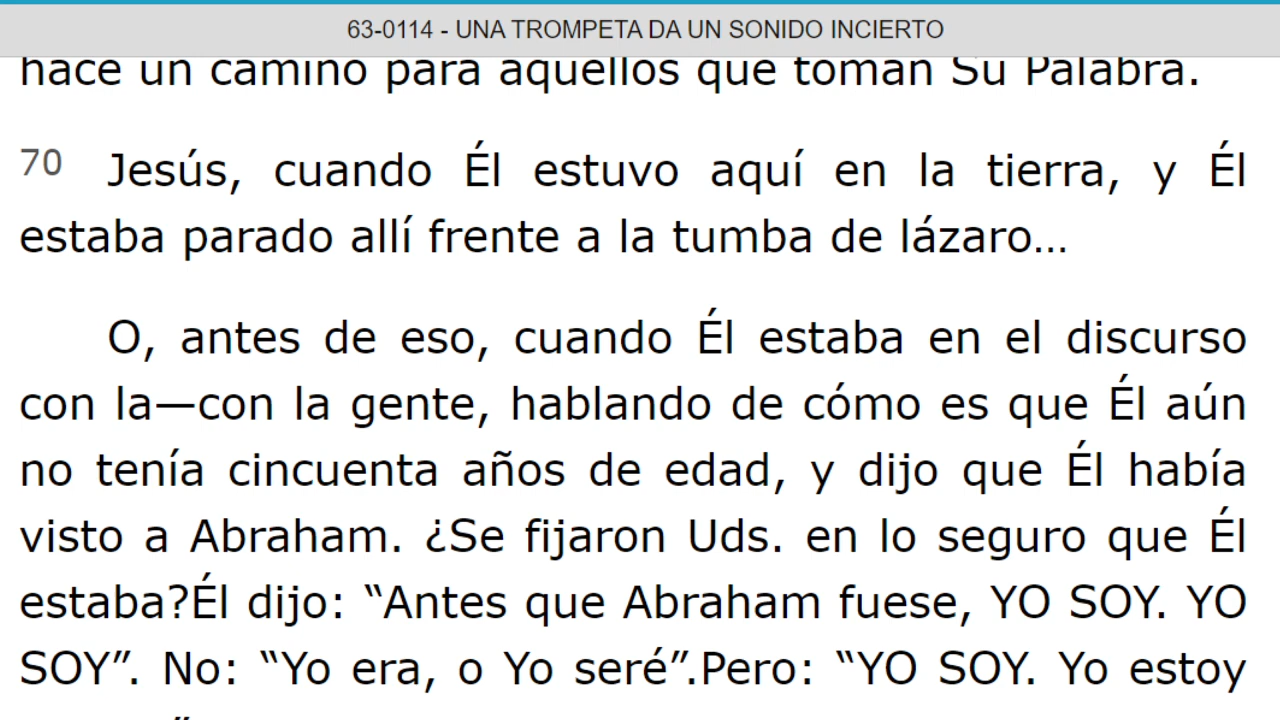 63-0114 - UNA TROMPETA DA UN SONIDO INCIERTO
hace un camino para aquellos que toman Su Palabra.
70 Jesús, cuando Él estuvo aquí en la tierra, y Él
estaba parado allí frente a la tumba de lázaro...
O, antes de eso, cuando Él estaba en el discurso
con la—con la gente, hablando de cómo es que Él aún
no tenía cincuenta años de edad, y dijo que Él había
visto a Abraham. ¿Se fijaron Uds. en lo seguro que Él
estaba?Él dijo: “Antes que Abraham fuese, YO SOY. YO
SOY”. No: “Yo era, o Yo seré”.Pero: “YO SOY. Yo estoy